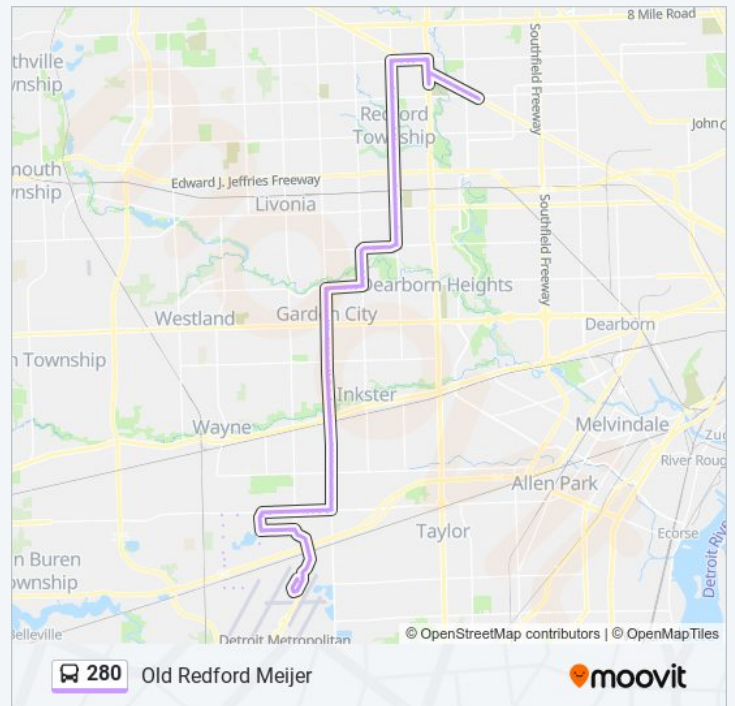 8 Mile Road
thville
wnship
Southfield Freeway
Redford
Township
John C
mouth
wnship
Edward J. Jeffries Freeway
Livonia
Southfield Freeway
Dearborn Heights
Westland
Garden City
Dearborn
n Township
Inkster
Wayne
Melvindale
Zug
River Roug
Allen Park
Taylor
Ecorse
n Buren
ownship
Detroit Rive
Belleville
Detroit Metropolitan
© OpenStreetMap contributors | © OpenMapTiles
280 Old Redford Meijer
moovit